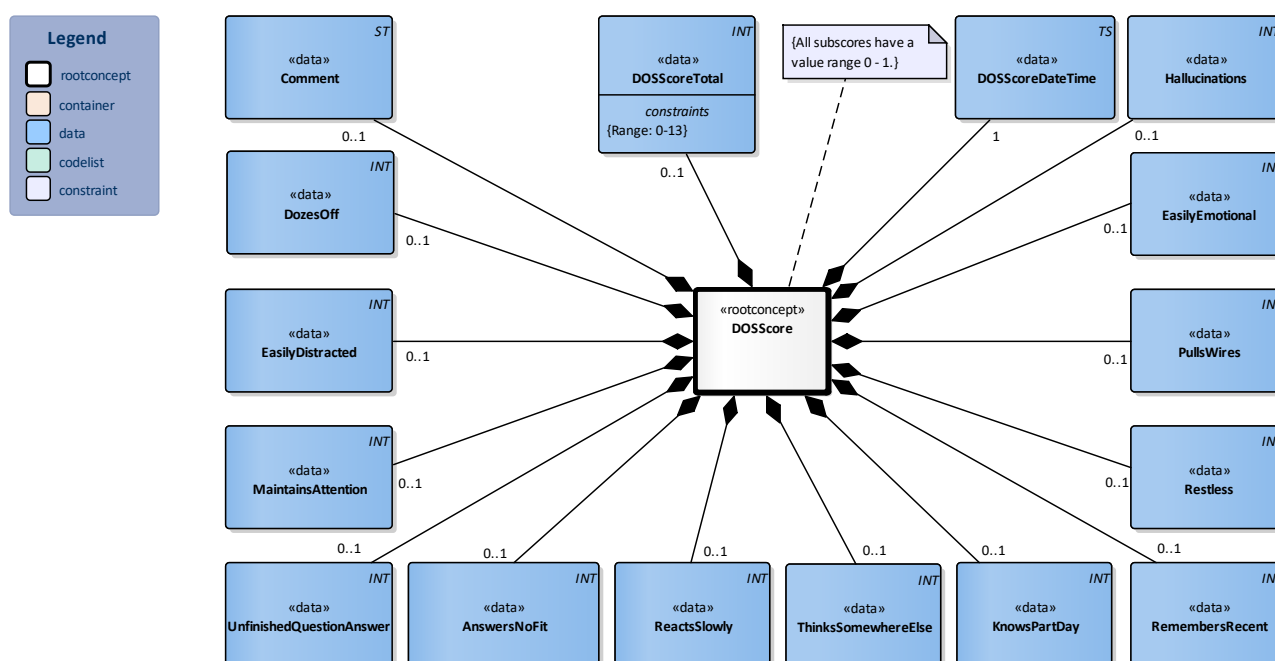 Legend
rootconcept
container
data
codelist
constraint
ST
«data»
Comment
INT
«data»
DOSScoreTotal
constraints
{Range: 0-13}
{All subscores have a
value range 0 - 1.}
TS
«data»
DOSScoreDateTime
INT
«data»
Hallucinations
0..1
0..1
1
0..1
INT
«data»
DozesOff
0..1
IN
«data»
EasilyEmotional
0..1
«rootconcept»
DOSScore
INT
«data»
EasilyDistracted
0..1
IN
«data»
PullsWires
0..1
INT
«data»
MaintainsAttention
0..1
IN
«data»
Restless
0..1
0..1
0..1
0..1
0..1
0..1
0..1
INT
«data»
UnfinishedQuestionAnswer
INT
«data»
AnswersNoFit
INT
«data»
ReactsSlowly
INT
«data»
ThinksSomewhereElse
INT
«data»
KnowsPartDay
IN
«data»
RemembersRecent